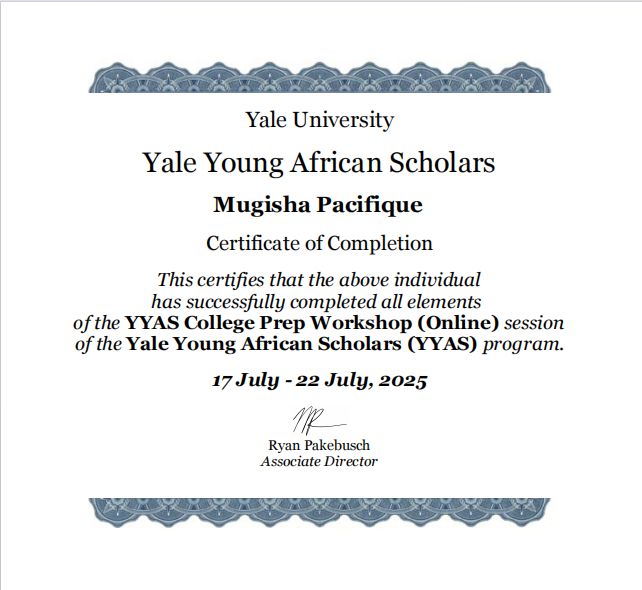 Yale University
Yale Young African Scholars
Mugisha Pacifique
Certificate of Completion
This certifies that the above individual
has successfully completed all elements
of the YYAS College Prep Workshop (Online) session
of the Yale Young African Scholars (YYAS) program.
17 July - 22 July, 2025
Ryan Pakebusch
Associate Director